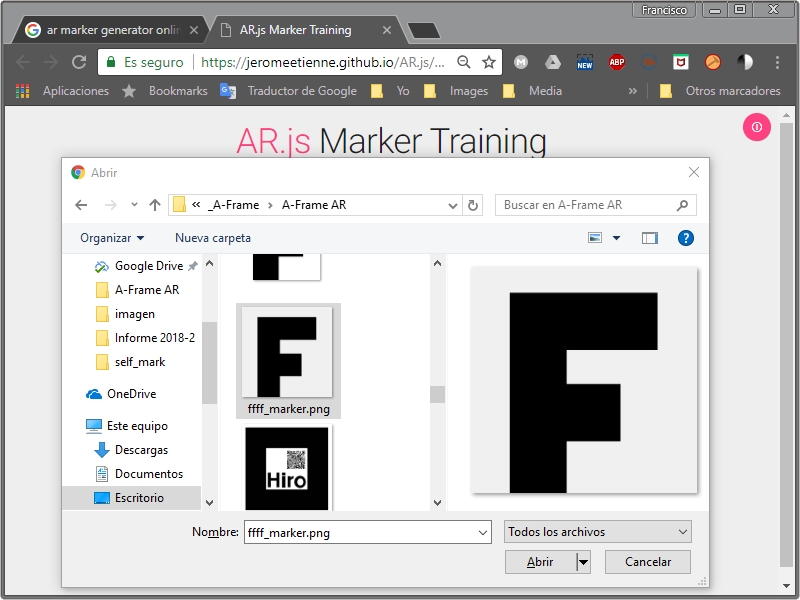 Francisco
ar marker generator onlin
AR.js Marker Training
Es seguro | https://jeromeetienne.github.io/AR.js/...
NEW
ABP
Aplicaciones Bookmarks Traductor de Google Yo Images Media » Otros marcadores
AR.js Marker Training
Abrir
« _A-Frame › A-Frame AR
Buscar en A-Frame AR
Organizar Nueva carpeta
Google Drive
A-Frame AR
imagen
Informe 2018-2
self_mark
OneDrive
Este equipo
Descargas
Documentos
Escritorio
F
ffff_marker.png
Hiro
F
Nombre: ffff_marker.png
Todos los archivos
Abrir
Cancelar